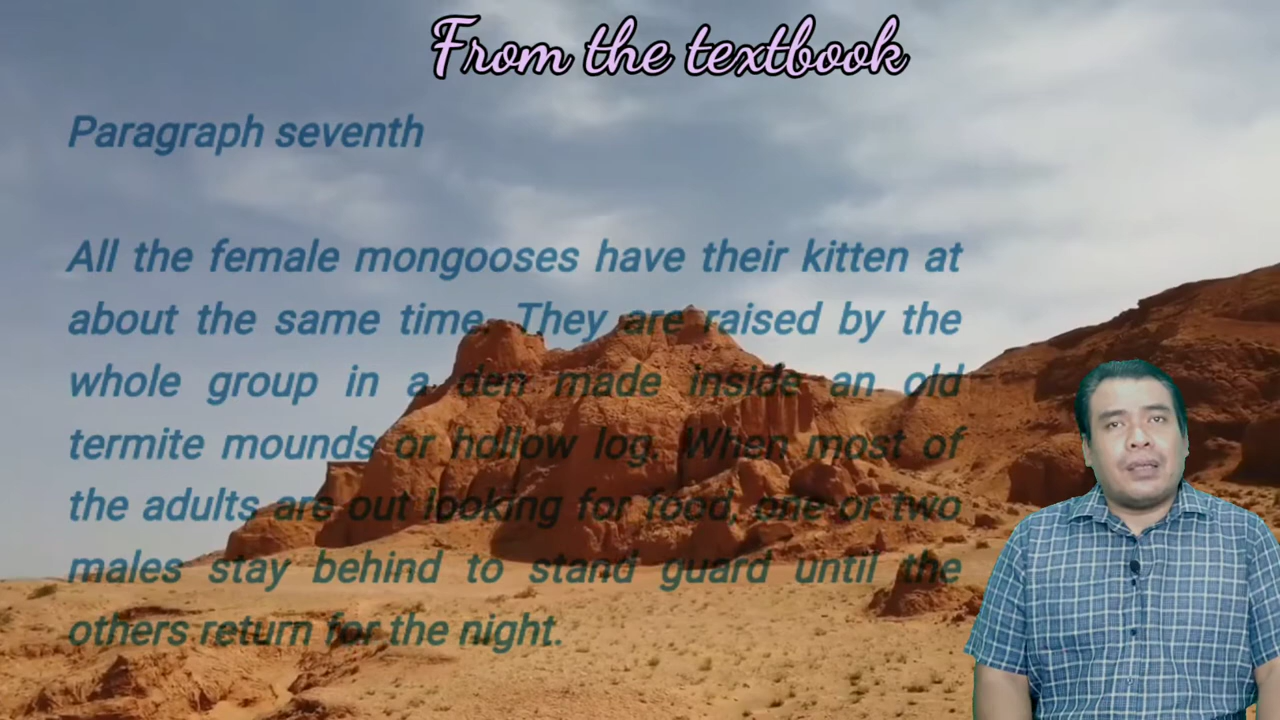 From the textbook
Paragraph seventh
All the female mongooses have their kitten at
about the same time. They are raised by the
whole group in a den made inside an old
termite mounds or hollow log. When most of
the adults are out looking for food, one or two
males stay behind to stand guard until the
others return for the night.